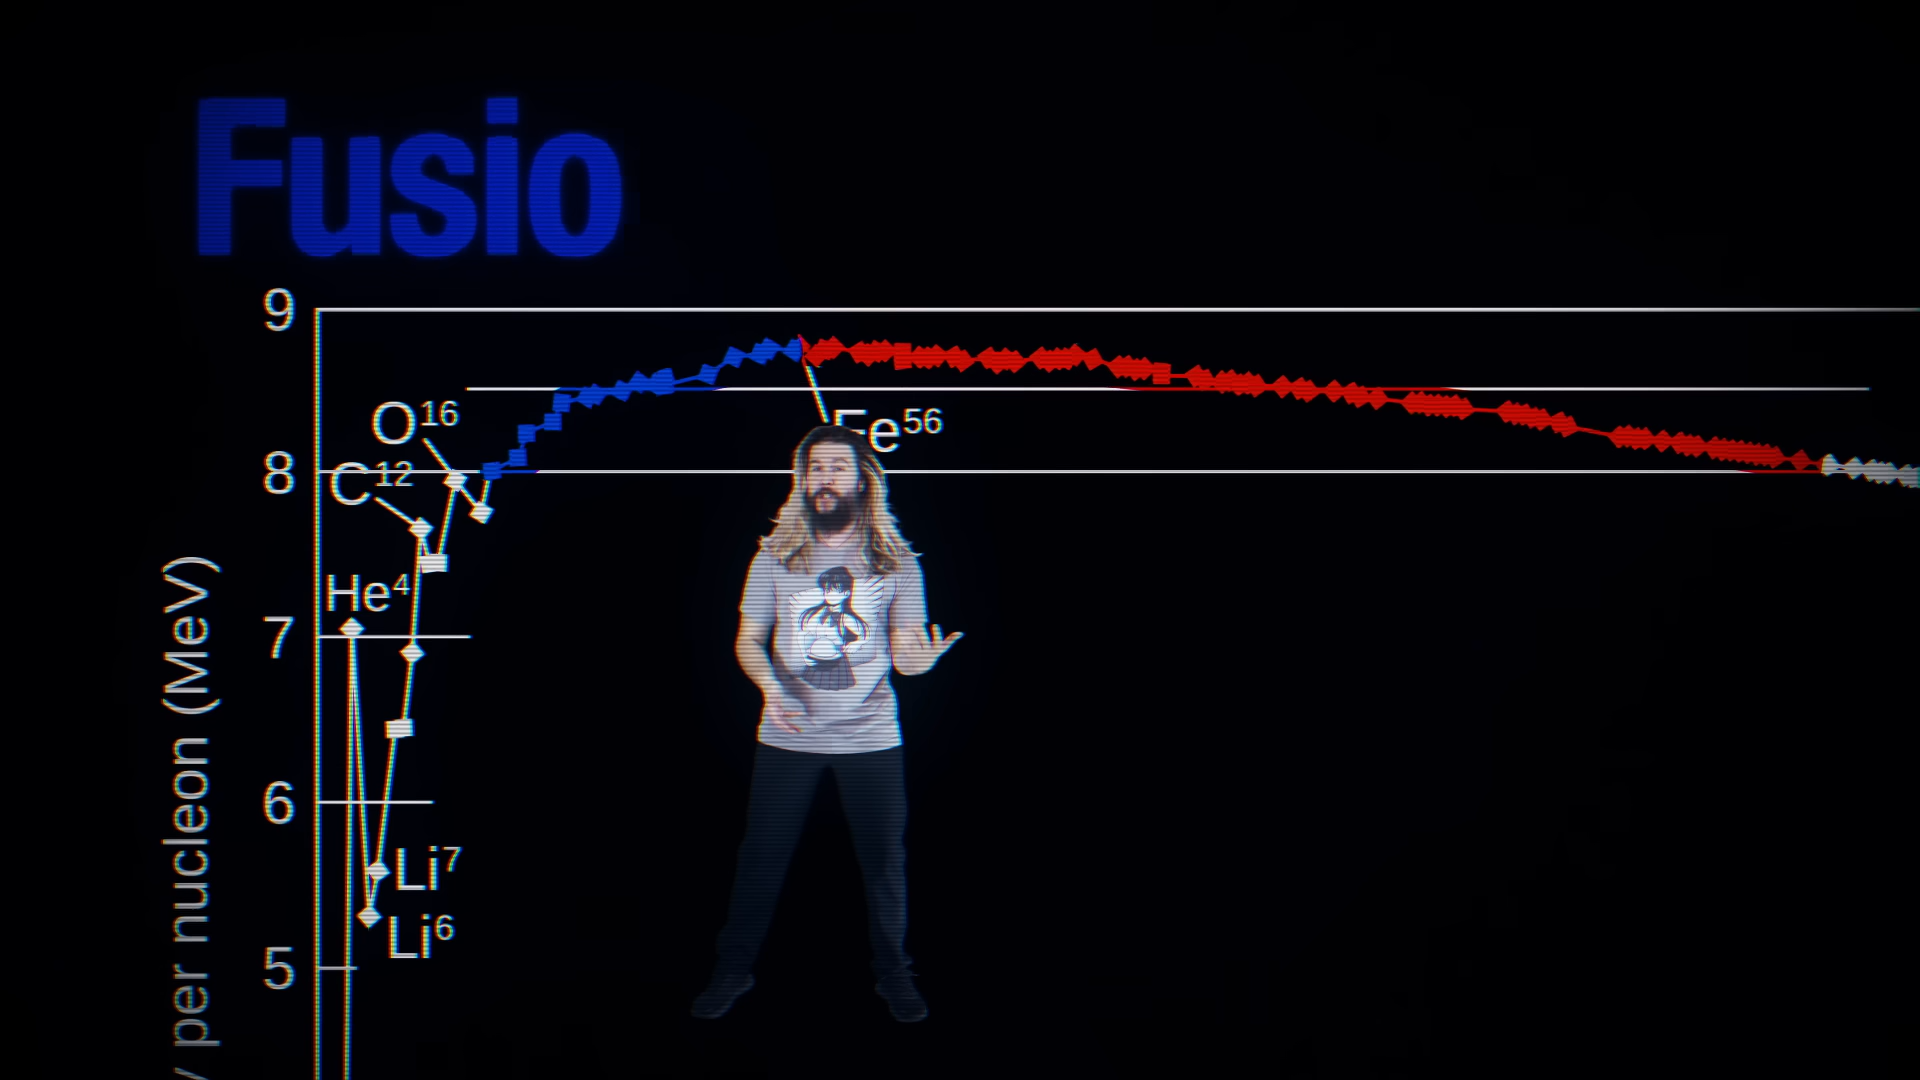 Fusio
9
8
7
6
5
O¹⁶
C¹²
He⁴
Li⁷
Li⁶
Fe⁵⁶
y per nucleon (MeV)